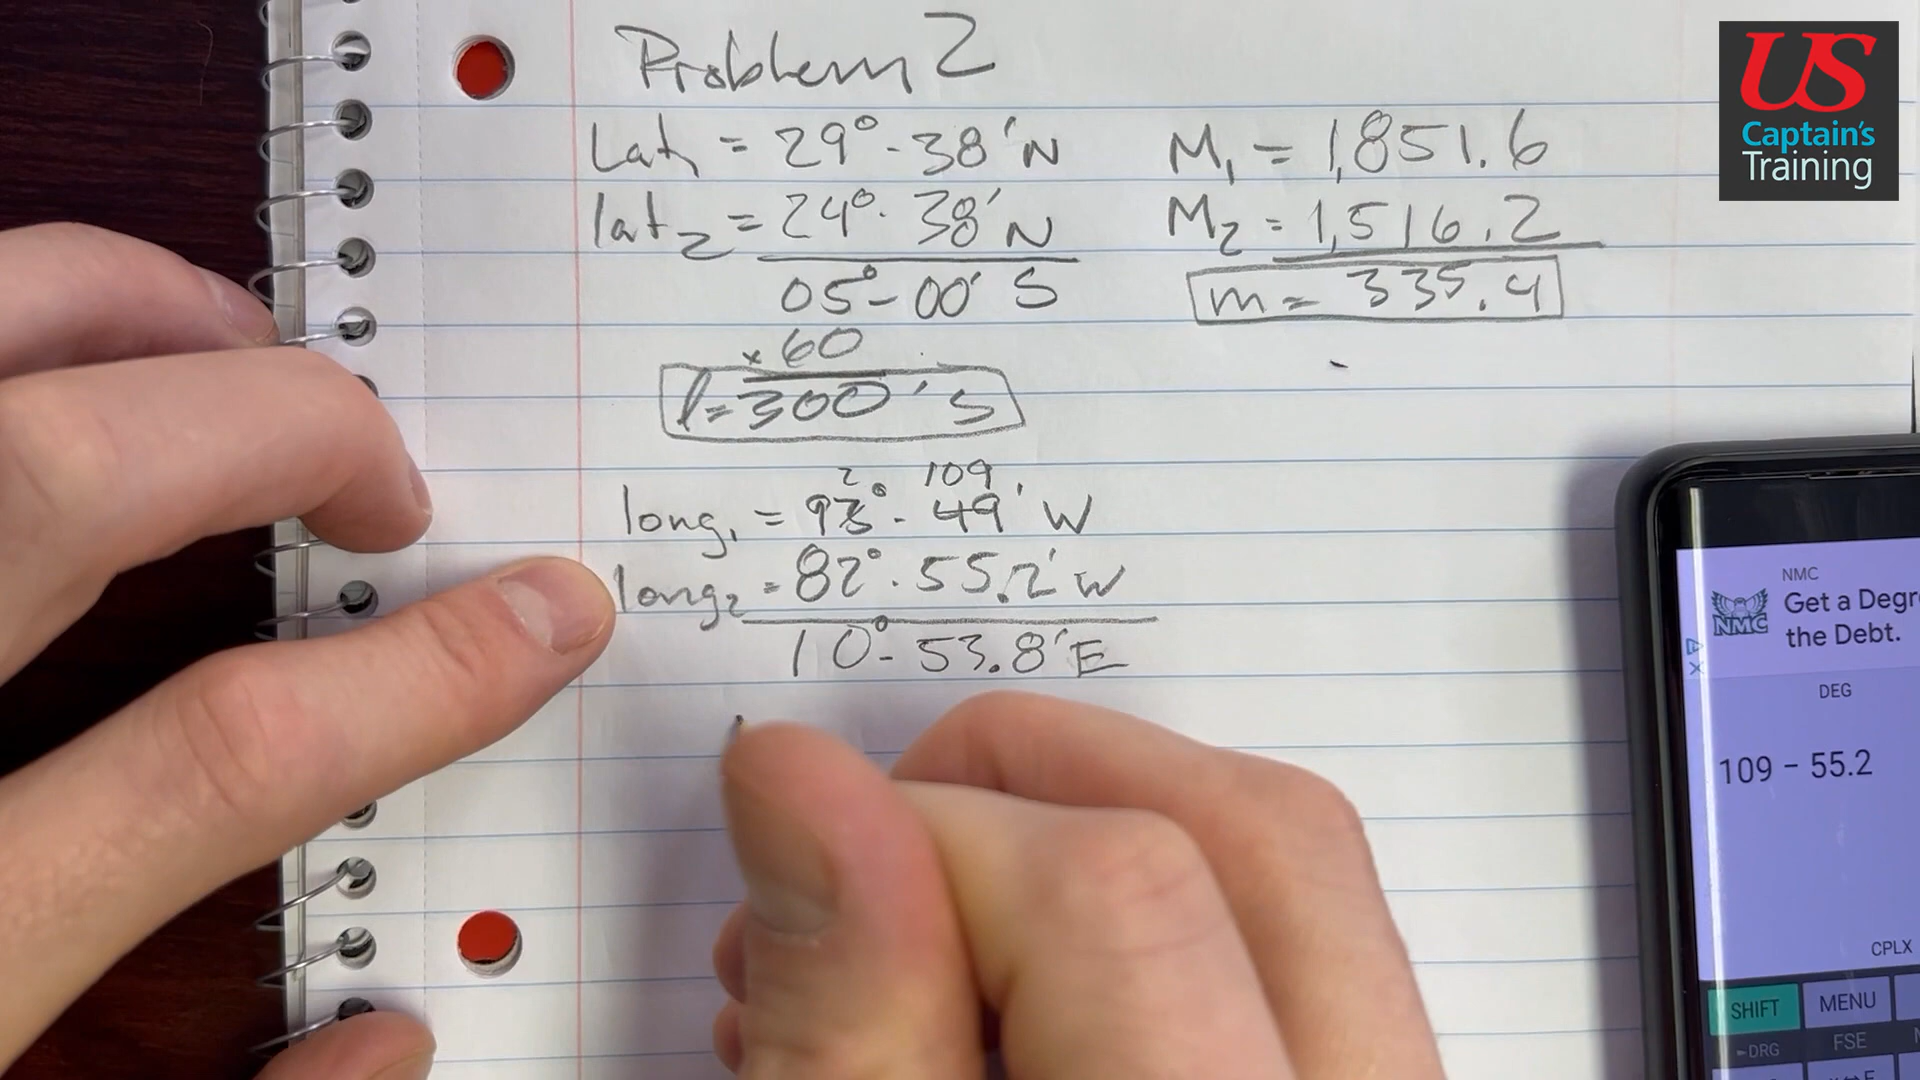 Problem 2
Lat₁ = 29° - 38' N
M₁ = 1,851.6
lat₂ = 24° - 38' N
M₂ = 1,516.2
05° - 00' S
m = 335.4
x 60
l = 300' S
2 109
long₁ = 93° - 49' W
long₂ = 82° - 55.2' W
10° - 53.8' E
US
Captain's
Training
NMC
Get a Degr
the Debt.
NMC
DEG
109 − 55.2
CPLX
SHIFT MENU
DRG FSE